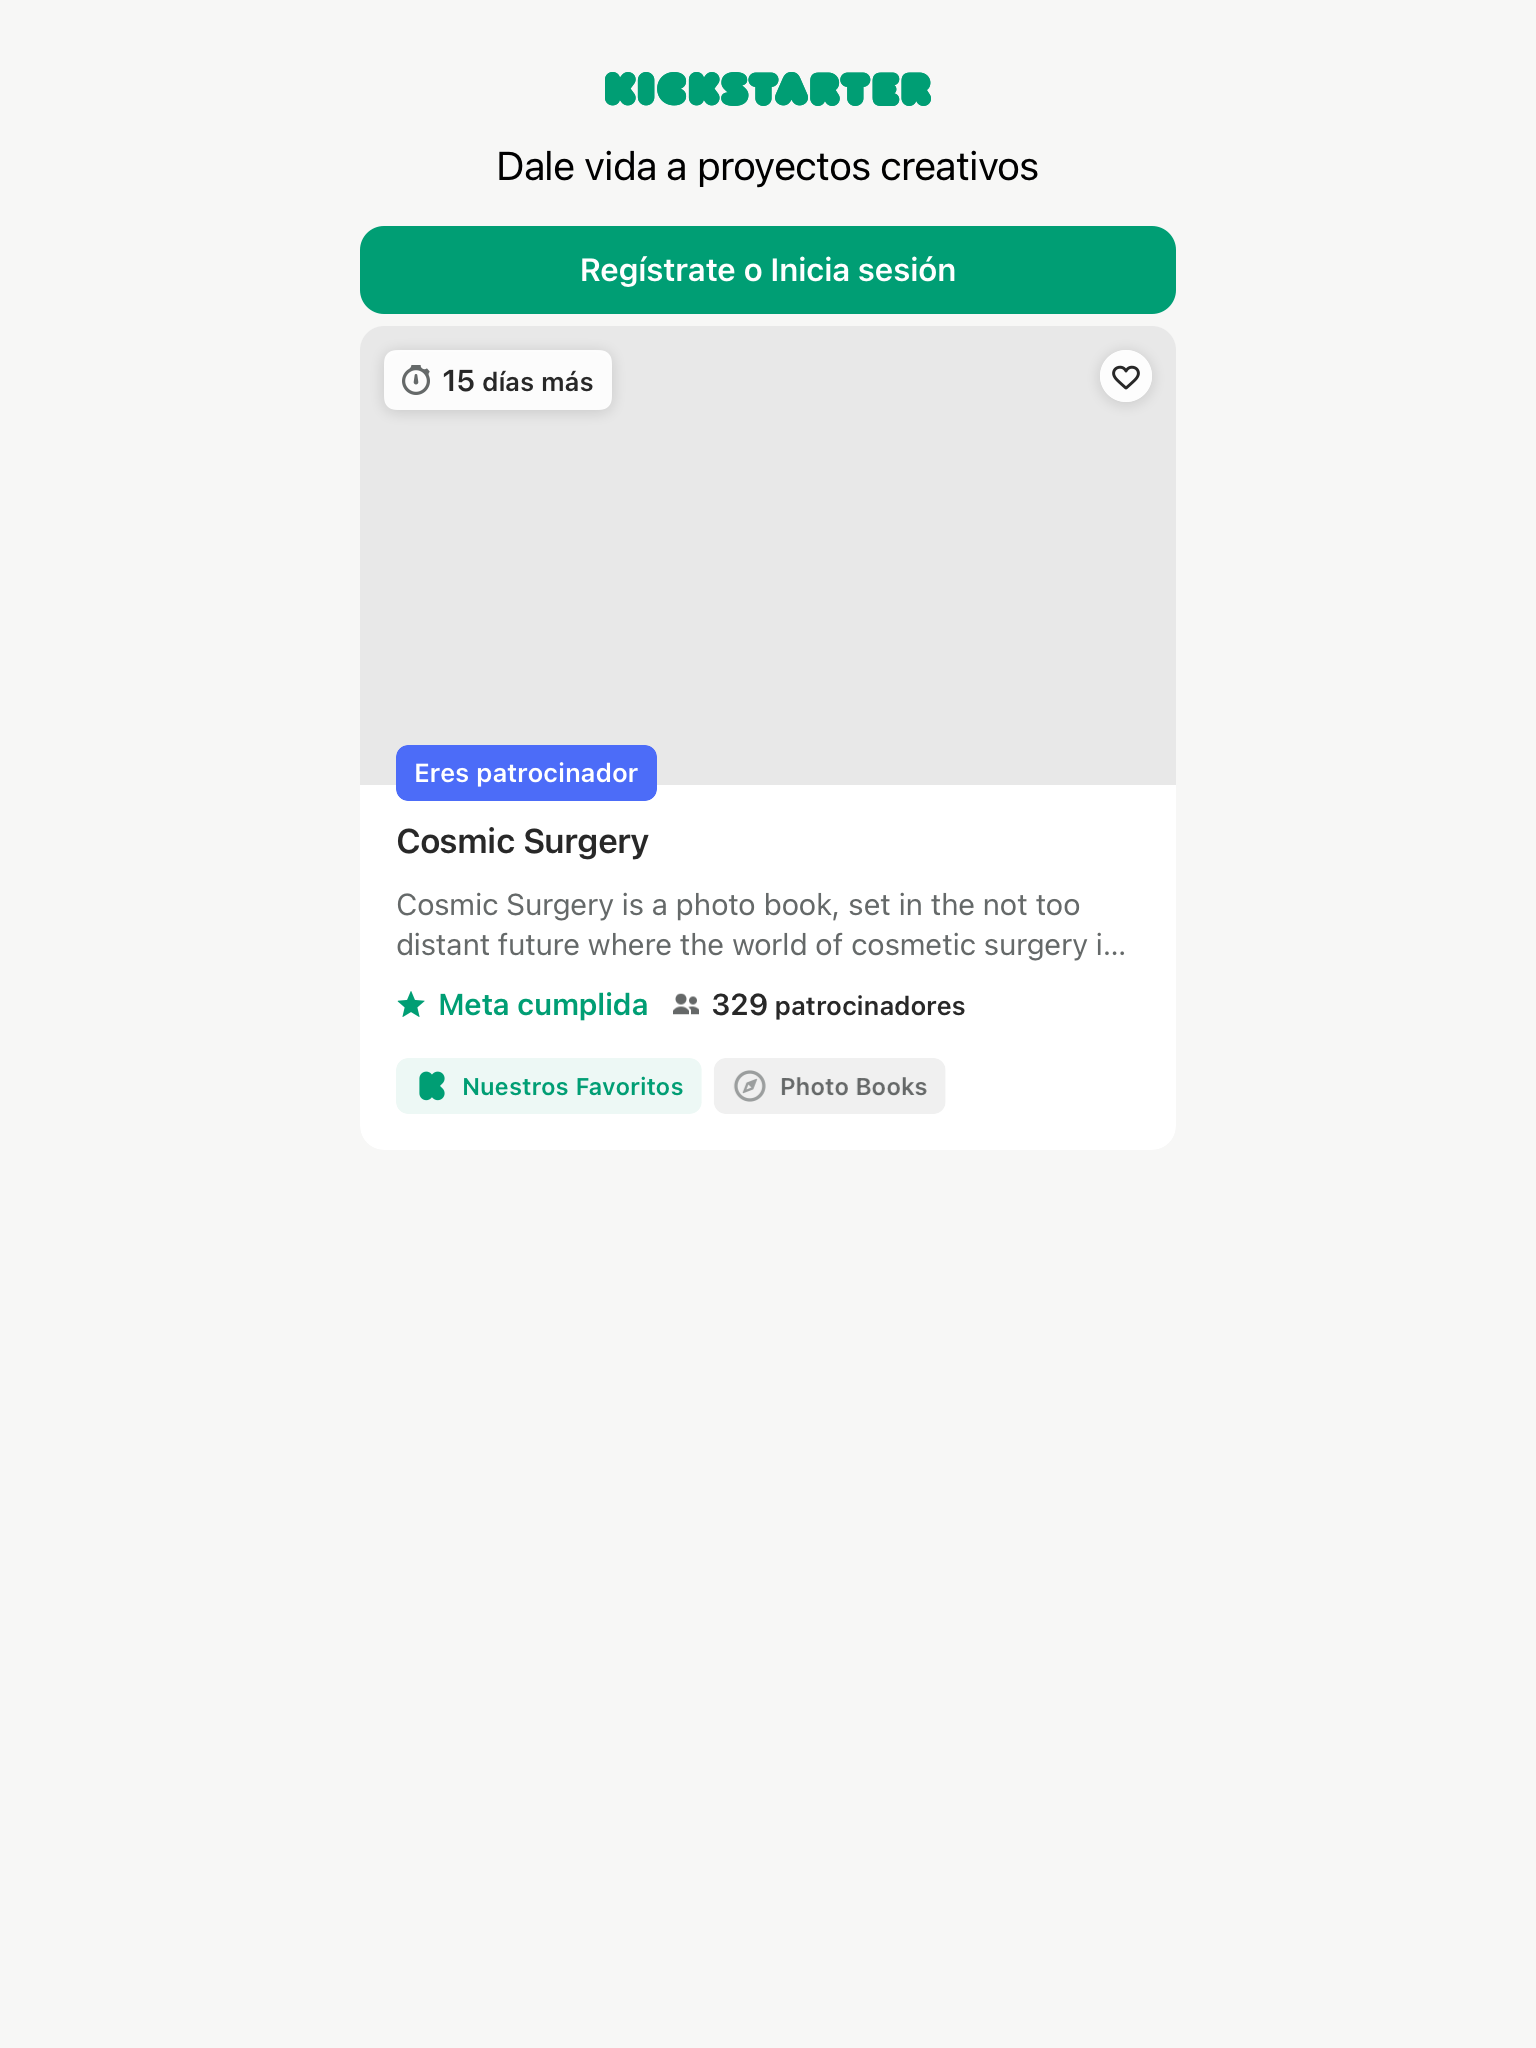 KICKSTARTER
Dale vida a proyectos creativos
Regístrate o Inicia sesión
15 días más
Eres patrocinador
Cosmic Surgery
Cosmic Surgery is a photo book, set in the not too
distant future where the world of cosmetic surgery i...
Meta cumplida 329 patrocinadores
Nuestros Favoritos Photo Books